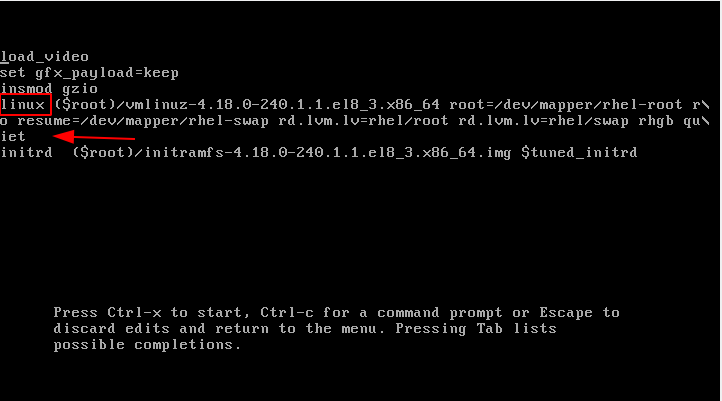 load_video
set gfx_payload=keep
insmod gzio
linux ($root)/vmlinuz-4.18.0-240.1.1.el8_3.x86_64 root=/dev/mapper/rhel-root r\
o resume=/dev/mapper/rhel-swap rd.lvm.lv=rhel/root rd.lvm.lv=rhel/swap rhgb qu\
iet
initrd  ($root)/initramfs-4.18.0-240.1.1.el8_3.x86_64.img $tuned_initrd
Press Ctrl-x to start, Ctrl-c for a command prompt or Escape to
discard edits and return to the menu. Pressing Tab lists
possible completions.